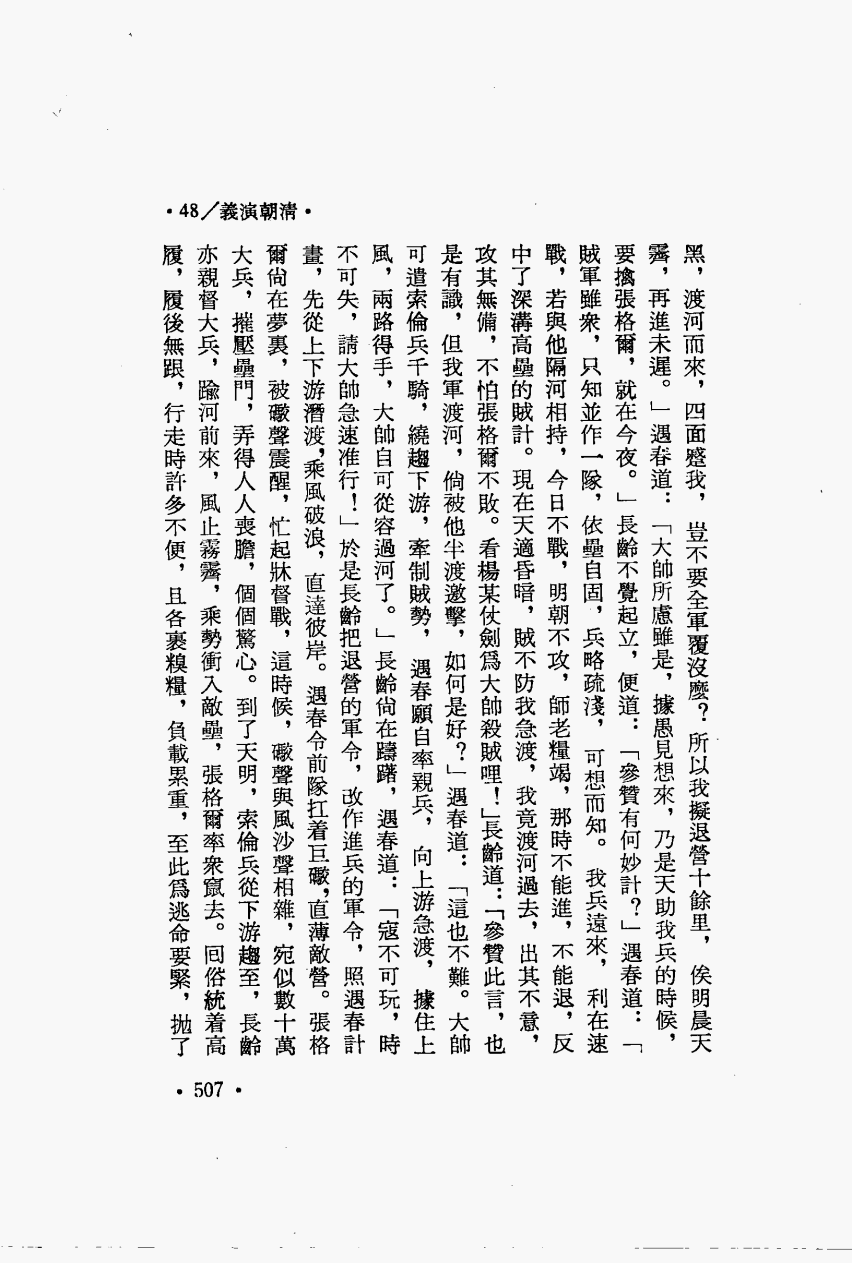 ·48／義演朝清·
黑，渡河而來，四面蹙我，豈不要全軍覆沒麼？所以我擬退營十餘里，俟明晨天
霽，再進未遲。」遇春道：「大帥所慮雖是，據愚見想來，乃是天助我兵的時候，
要擒張格爾，就在今夜。」長齡不覺起立，便道：「參贊有何妙計？」遇春道：「
賊軍雖衆，只知並作一隊，依壘自固，兵略疏淺，可想而知。我兵遠來，利在速
戰，若與他隔河相持，今日不戰，明朝不攻，師老糧竭，那時不能進，不能退，反
中了深溝高壘的賊計。現在天適昏暗，賊不防我急渡，我竟渡河過去，出其不意，
攻其無備，不怕張格爾不敗。看楊某仗劍爲大帥殺賊哩！」長齡道：「參贊此言，也
是有識，但我軍渡河，倘被他半渡邀擊，如何是好？」遇春道：「這也不難。大帥
可遣索倫兵千騎，繞趨下游，牽制賊勢，遇春願自率親兵，向上游急渡，據住上
風，兩路得手，大帥自可從容過河了。」長齡尚在躊躇，遇春道：「寇不可玩，時
不可失，請大帥急速准行！」於是長齡把退營的軍令，改作進兵的軍令，照遇春計
畫，先從上下游潛渡，乘風破浪，直達彼岸。遇春令前隊扛着巨礮，直薄敵營。張格
爾尚在夢裏，被礮聲震醒，忙起牀督戰，這時候，礮聲與風沙聲相雜，宛似數十萬
大兵，摧壓壘門，弄得人人喪膽，個個驚心。到了天明，索倫兵從下游趨至，長齡
亦親督大兵，踰河前來，風止霧霽，乘勢衝入敵壘，張格爾率衆竄去。回俗統着高
履，履後無跟，行走時許多不便，且各裹糗糧，負載累重，至此爲逃命要緊，拋了
·507·